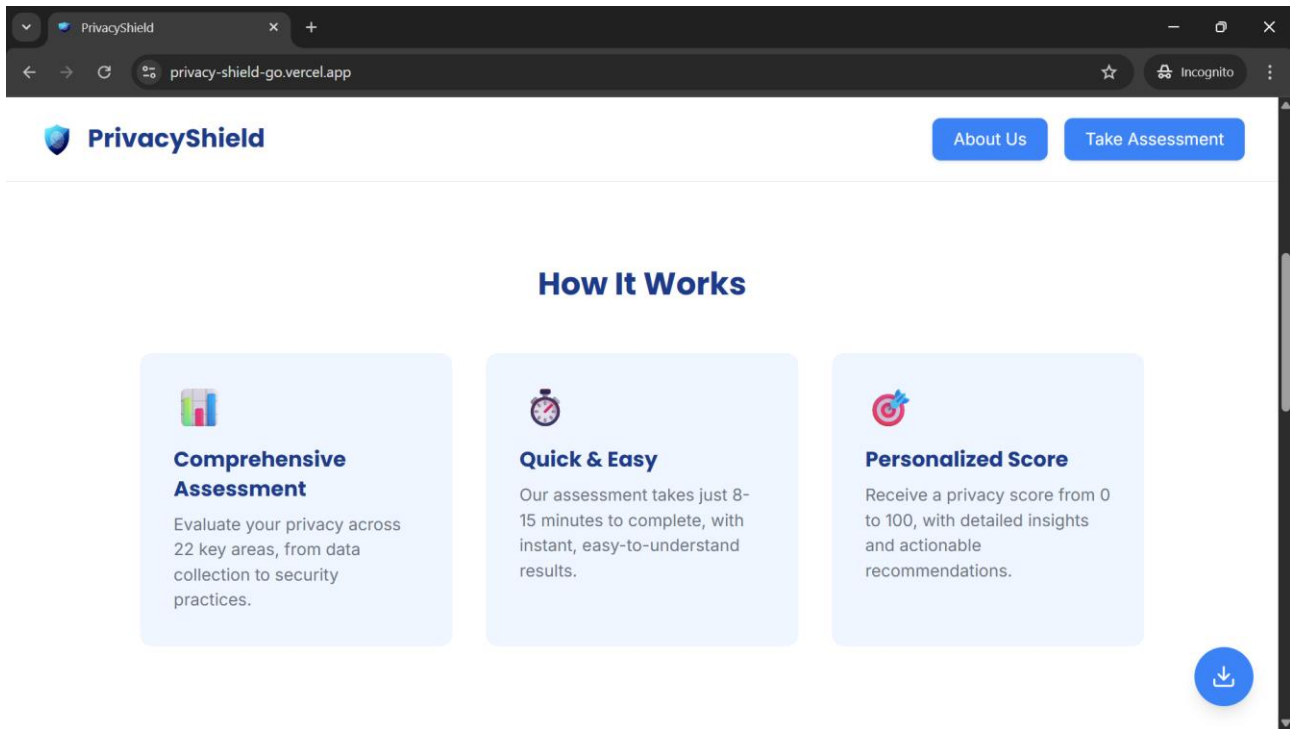 PrivacyShield
privacy-shield-go.vercel.app
Incognito
PrivacyShield
About Us
Take Assessment
How It Works
Comprehensive
Assessment
Evaluate your privacy across
22 key areas, from data
collection to security
practices.
Quick & Easy
Our assessment takes just 8-
15 minutes to complete, with
instant, easy-to-understand
results.
Personalized Score
Receive a privacy score from 0
to 100, with detailed insights
and actionable
recommendations.